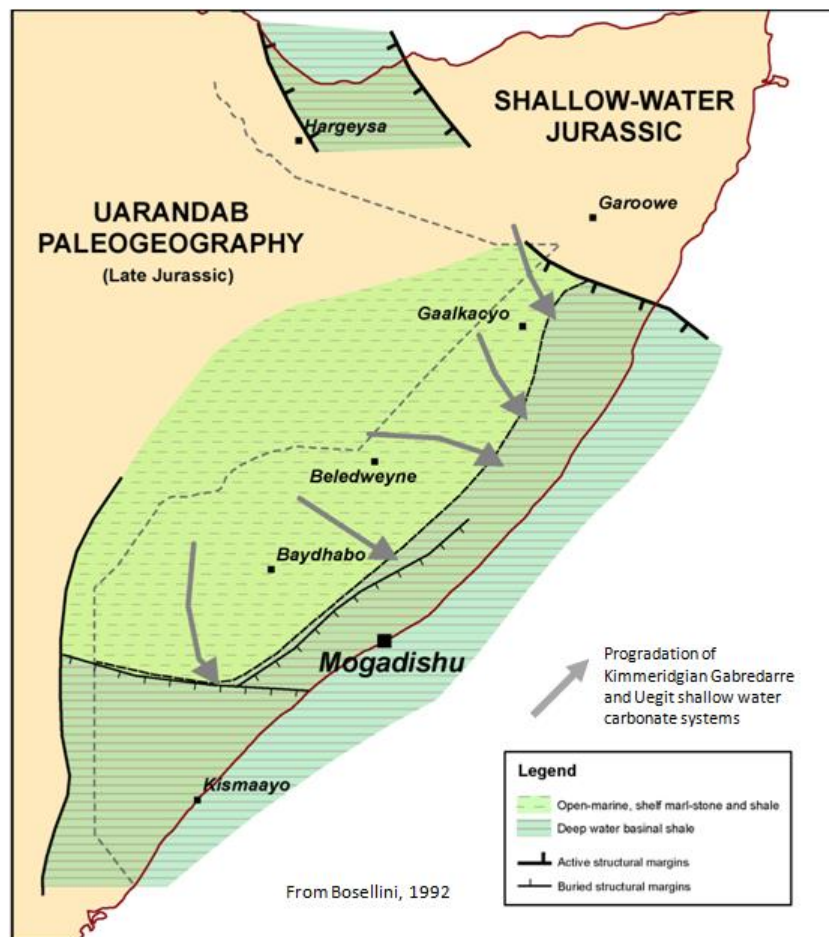 Hargeysa
SHALLOW-WATER
JURASSIC
Garoowe
UARANDAB
PALEOGEOGRAPHY
(Late Jurassic)
Gaalkacyo
Beledweyne
Baydhabo
Mogadishu
Progradation of
Kimmeridgian Gabredarre
and Uegit shallow water
carbonate systems
Kismaayo
Legend
Open-marine, shelf marl-stone and shale
Deep water basinal shale
Active structural margins
Buried structural margins
From Bosellini, 1992